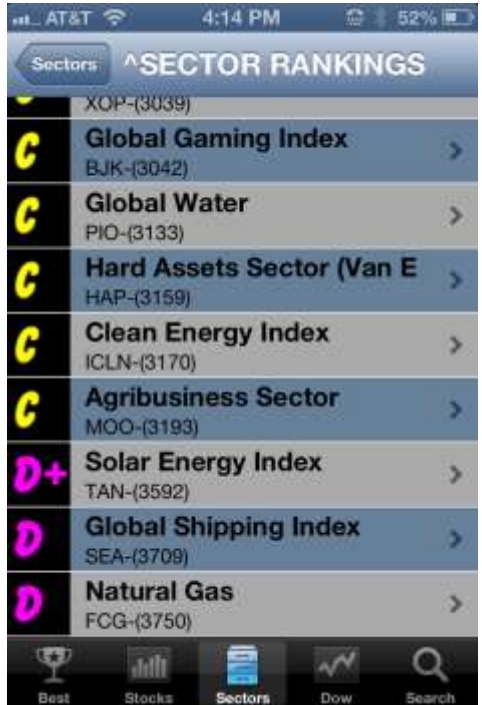 AT&T 4:14 PM 52%
Sectors ^SECTOR RANKINGS
C XOP-(3039)
C Global Gaming Index
BJK-(3042)
C Global Water
PIO-(3133)
C Hard Assets Sector (Van E
HAP-(3159)
C Clean Energy Index
ICLN-(3170)
C Agribusiness Sector
MOO-(3193)
D+ Solar Energy Index
TAN-(3592)
D Global Shipping Index
SEA-(3709)
D Natural Gas
FCG-(3750)
Best Stocks Sectors Dow Search